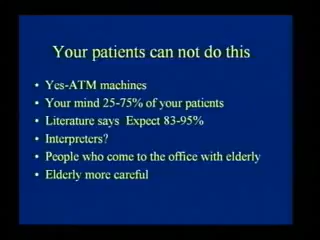 Your patients can not do this
• Yes-ATM machines
• Your mind 25-75% of your patients
• Literature says Expect 83-95%
• Interpreters?
• People who come to the office with elderly
• Elderly more careful